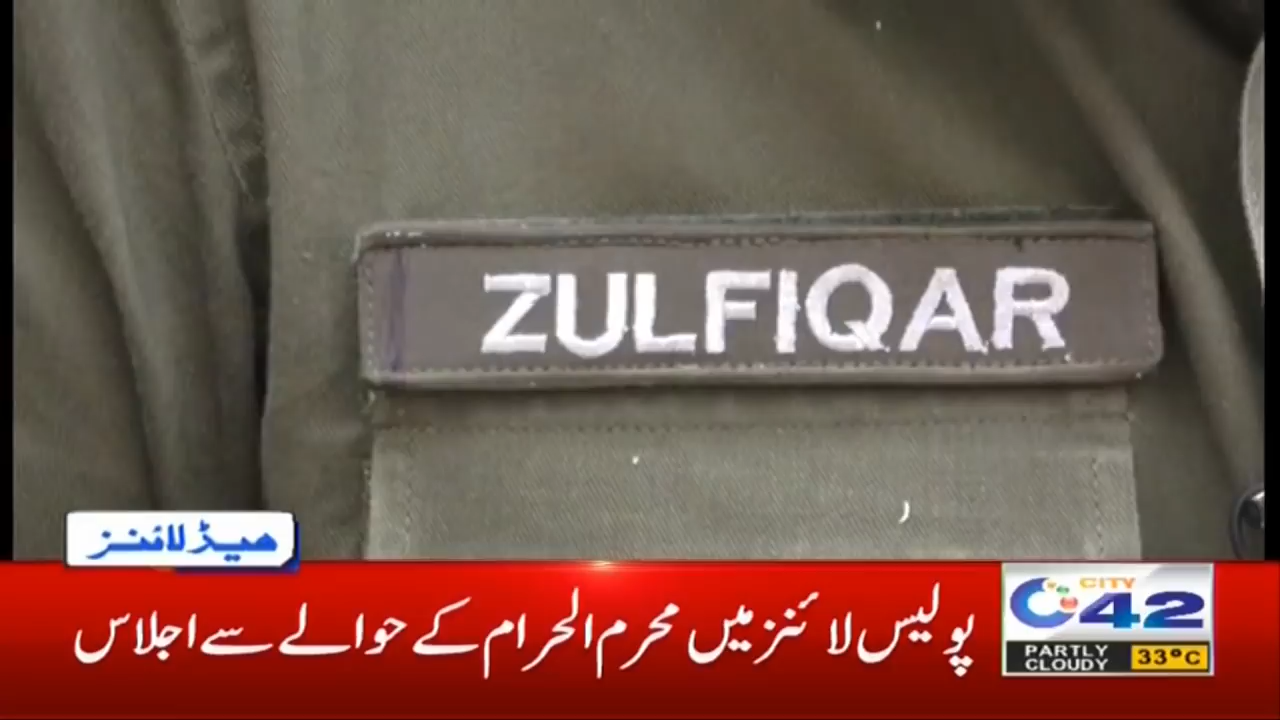 ZULFIQAR
ہیڈلائنز
پولیس لائنز میں محرم الحرام کے حوالے سے اجلاس
CITY
42
PARTLY
CLOUDY
33°C